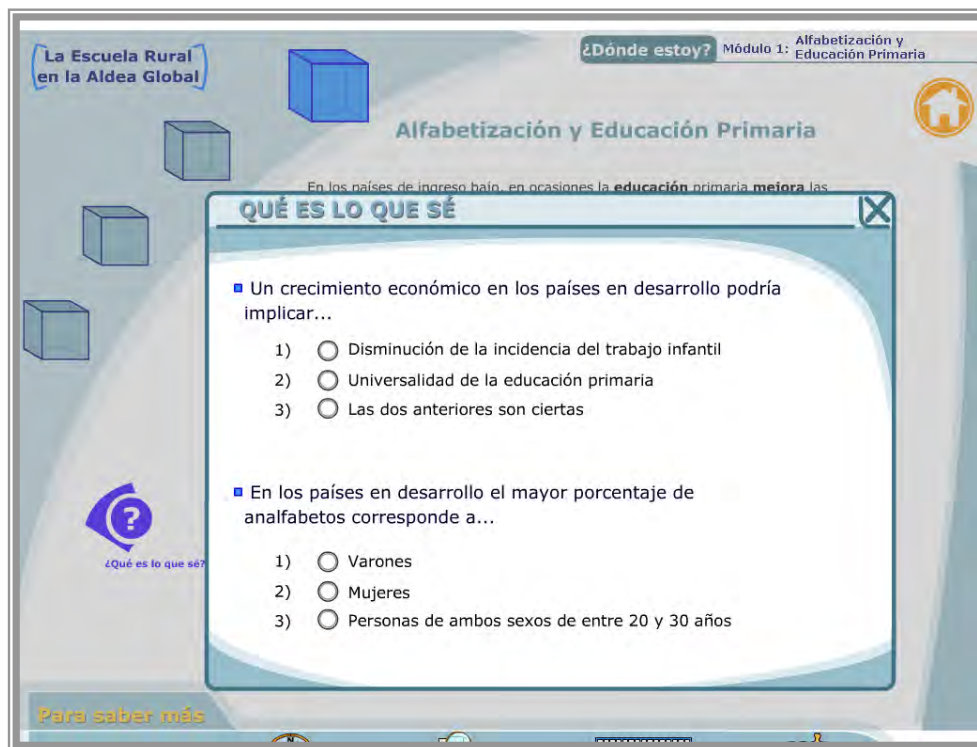 La Escuela Rural
en la Aldea Global
¿Dónde estoy? Módulo 1: Alfabetización y
Educación Primaria
Alfabetización y Educación Primaria
En los países de ingreso bajo, en ocasiones la educación primaria mejora las
QUÉ ES LO QUE SÉ
Un crecimiento económico en los países en desarrollo podría
implicar...
1) Disminución de la incidencia del trabajo infantil
2) Universalidad de la educación primaria
3) Las dos anteriores son ciertas
En los países en desarrollo el mayor porcentaje de
analfabetos corresponde a...
1) Varones
2) Mujeres
3) Personas de ambos sexos de entre 20 y 30 años
?
¿Qué es lo que sé?
Para saber más
N